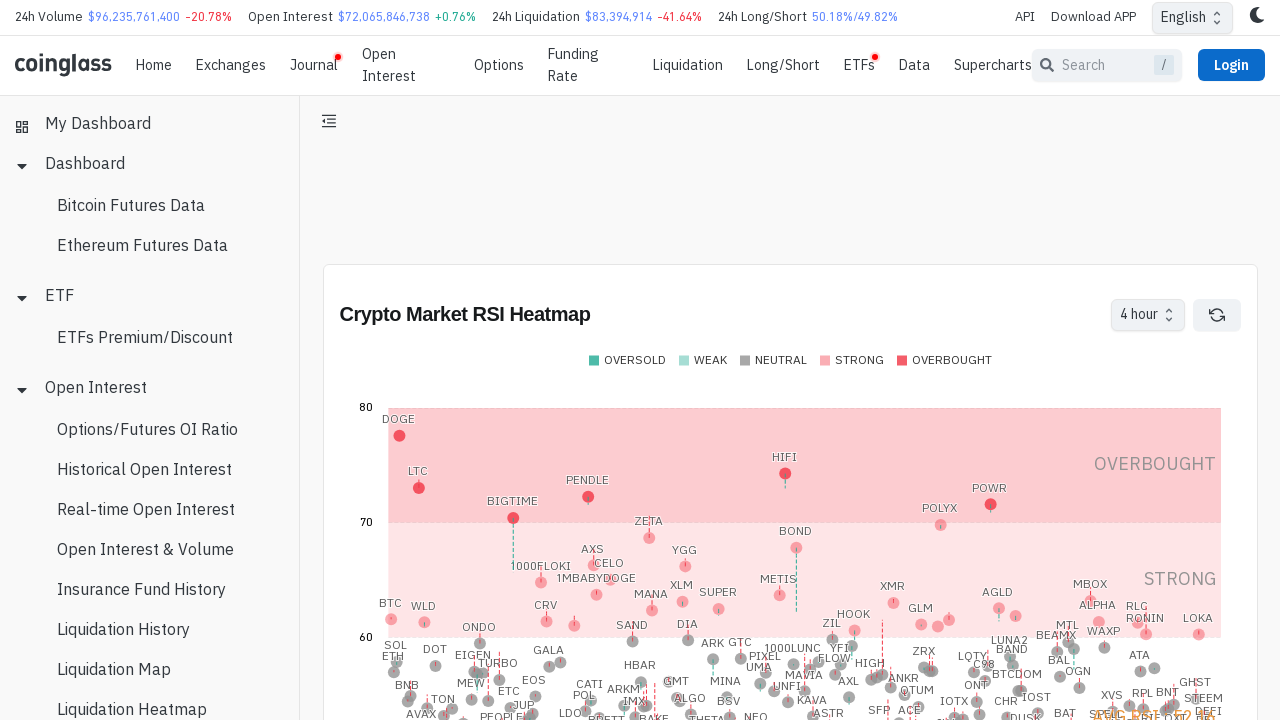 24h Volume $96,235,761,400 -20.78% Open Interest $72,065,846,738 +0.76% 24h Liquidation $83,394,914 -41.64% 24h Long/Short 50.18%/49.82% API Download APP English
coinglass Home Exchanges Journal Open Interest Options Funding Rate Liquidation Long/Short ETFs Data Supercharts Search / Login
My Dashboard
Dashboard
Bitcoin Futures Data
Ethereum Futures Data
ETF
ETFs Premium/Discount
Open Interest
Options/Futures OI Ratio
Historical Open Interest
Real-time Open Interest
Open Interest & Volume
Insurance Fund History
Liquidation History
Liquidation Map
Liquidation Heatmap
Crypto Market RSI Heatmap 4 hour
OVERSOLD WEAK NEUTRAL STRONG OVERBOUGHT
80
DOGE
HIFI
OVERBOUGHT
LTC
PENDLE
POWR
BIGTIME
POLYX
70
ZETA
BOND
AXS
YGG
1000FLOKI
CELO
1MBABYDOGE
METIS
STRONG
XLM
SUPER
XMR
MBOX
MANA
AGLD
BTC
WLD
CRV
GLM
ALPHA
RLC
HOOK
RONIN
LOKA
ONDO
SAND
DIA
ZIL
MTL
WAXP
60
BEAMX
SOL
ARK
GTC
LUNA2
ETH
DOT
EIGEN
GALA
1000LUNC
YFI
ZRX
BAND
TURBO
HBAR
PIXEL
FLOW
HIGH
LQTY
C98
BAL
ATA
UMA
MAVIA
BTCDOM
OGN
BNB
MEW
EOS
CATI
GMT
MINA
UNFI
AXL
ANKR
ONT
GHST
TON
ETC
POL
ARKM
IMX
ALGO
BSV
KAVA
QTUM
IOTX
CHR
IOST
XVS
RPL
BNT
STEEM
AVAX
JUP
LDO
ASTR
SFP
ACE
BAT
DEFI
PEOPLE
BRETT
BAKE
THETA
NEO
DUSK